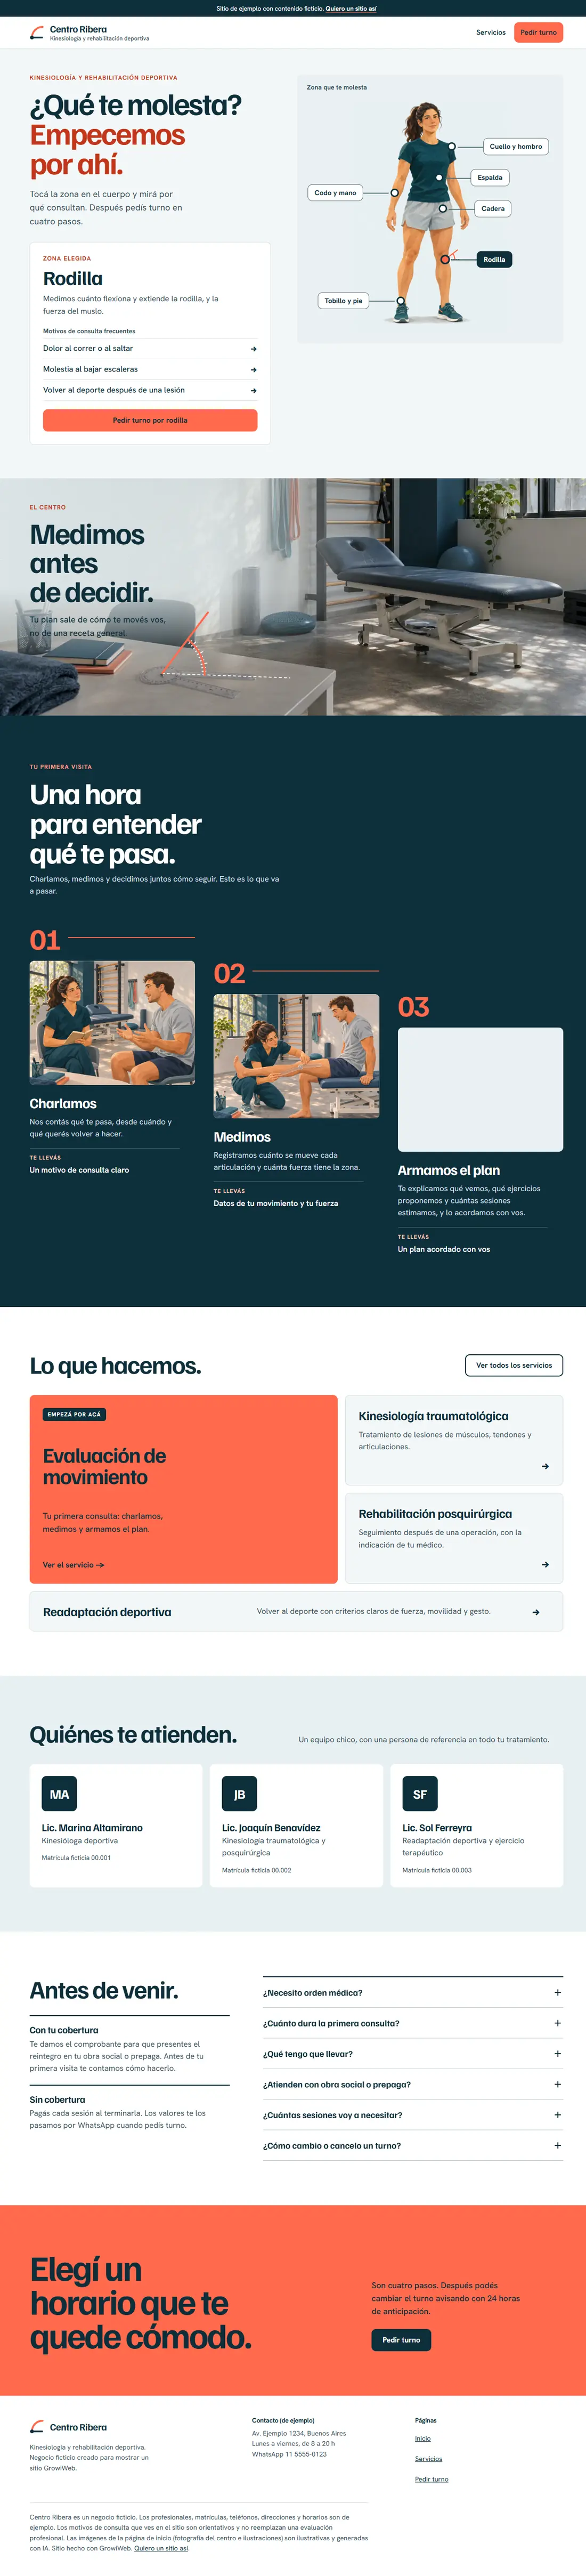 Sitio de ejemplo con contenido ficticio. Quiero un sitio así
Centro Ribera
Kinesiología y rehabilitación deportiva
Servicios
Pedir turno
KINESIOLOGÍA Y REHABILITACIÓN DEPORTIVA
¿Qué te molesta?
Empecemos
por ahí.
Tocá la zona en el cuerpo y mirá por
qué consultan. Después pedís turno en
cuatro pasos.
ZONA ELEGIDA
Rodilla
Medimos cuánto flexiona y extiende la rodilla, y la
fuerza del muslo.
Motivos de consulta frecuentes
Dolor al correr o al saltar
Molestia al bajar escaleras
Volver al deporte después de una lesión
Pedir turno por rodilla
Zona que te molesta
Cuello y hombro
Espalda
Codo y mano
Cadera
Rodilla
Tobillo y pie
EL CENTRO
Medimos
antes
de decidir.
Tu plan sale de cómo te movés vos,
no de una receta general.
TU PRIMERA VISITA
Una hora
para entender
qué te pasa.
Charlamos, medimos y decidimos juntos cómo seguir. Esto es lo que va
a pasar.
01
Charlamos
Nos contás qué te pasa, desde cuándo y
qué querés volver a hacer.
TE LLEVÁS
Un motivo de consulta claro
02
Medimos
Registramos cuánto se mueve cada
articulación y cuánta fuerza tiene la zona.
TE LLEVÁS
Datos de tu movimiento y tu fuerza
03
Armamos el plan
Te explicamos qué vemos, qué ejercicios
proponemos y cuántas sesiones
estimamos, y lo acordamos con vos.
TE LLEVÁS
Un plan acordado con vos
Lo que hacemos.
Ver todos los servicios
EMPEZÁ POR ACÁ
Evaluación de
movimiento
Tu primera consulta: charlamos,
medimos y armamos el plan.
Ver el servicio →
Kinesiología traumatológica
Tratamiento de lesiones de músculos, tendones y
articulaciones.
Rehabilitación posquirúrgica
Seguimiento después de una operación, con la
indicación de tu médico.
Readaptación deportiva
Volver al deporte con criterios claros de fuerza, movilidad y gesto.
Quiénes te atienden.
Un equipo chico, con una persona de referencia en todo tu tratamiento.
MA
Lic. Marina Altamirano
Kinesióloga deportiva
Matrícula ficticia 00.001
JB
Lic. Joaquín Benavídez
Kinesiología traumatológica y
posquirúrgica
Matrícula ficticia 00.002
SF
Lic. Sol Ferreyra
Readaptación deportiva y ejercicio
terapéutico
Matrícula ficticia 00.003
Antes de venir.
Con tu cobertura
Te damos el comprobante para que presentes el
reintegro en tu obra social o prepaga. Antes de tu
primera visita te contamos cómo hacerlo.
Sin cobertura
Pagás cada sesión al terminarla. Los valores te los
pasamos por WhatsApp cuando pedís turno.
¿Necesito orden médica?
¿Cuánto dura la primera consulta?
¿Qué tengo que llevar?
¿Atienden con obra social o prepaga?
¿Cuántas sesiones voy a necesitar?
¿Cómo cambio o cancelo un turno?
Elegí un
horario que te
quede cómodo.
Son cuatro pasos. Después podés
cambiar el turno avisando con 24 horas
de anticipación.
Pedir turno
Centro Ribera
Kinesiología y rehabilitación deportiva.
Negocio ficticio creado para mostrar un
sitio GrowiWeb.
Contacto (de ejemplo)
Av. Ejemplo 1234, Buenos Aires
Lunes a viernes, de 8 a 20 h
WhatsApp 11 5555-0123
Páginas
Inicio
Servicios
Pedir turno
Centro Ribera es un negocio ficticio. Los profesionales, matrículas, teléfonos, direcciones y horarios son de
ejemplo. Los motivos de consulta que ves en el sitio son orientativos y no reemplazan una evaluación
profesional. Las imágenes de la página de inicio (fotografía del centro e ilustraciones) son ilustrativas y generadas
con IA. Sitio hecho con GrowiWeb. Quiero un sitio así.